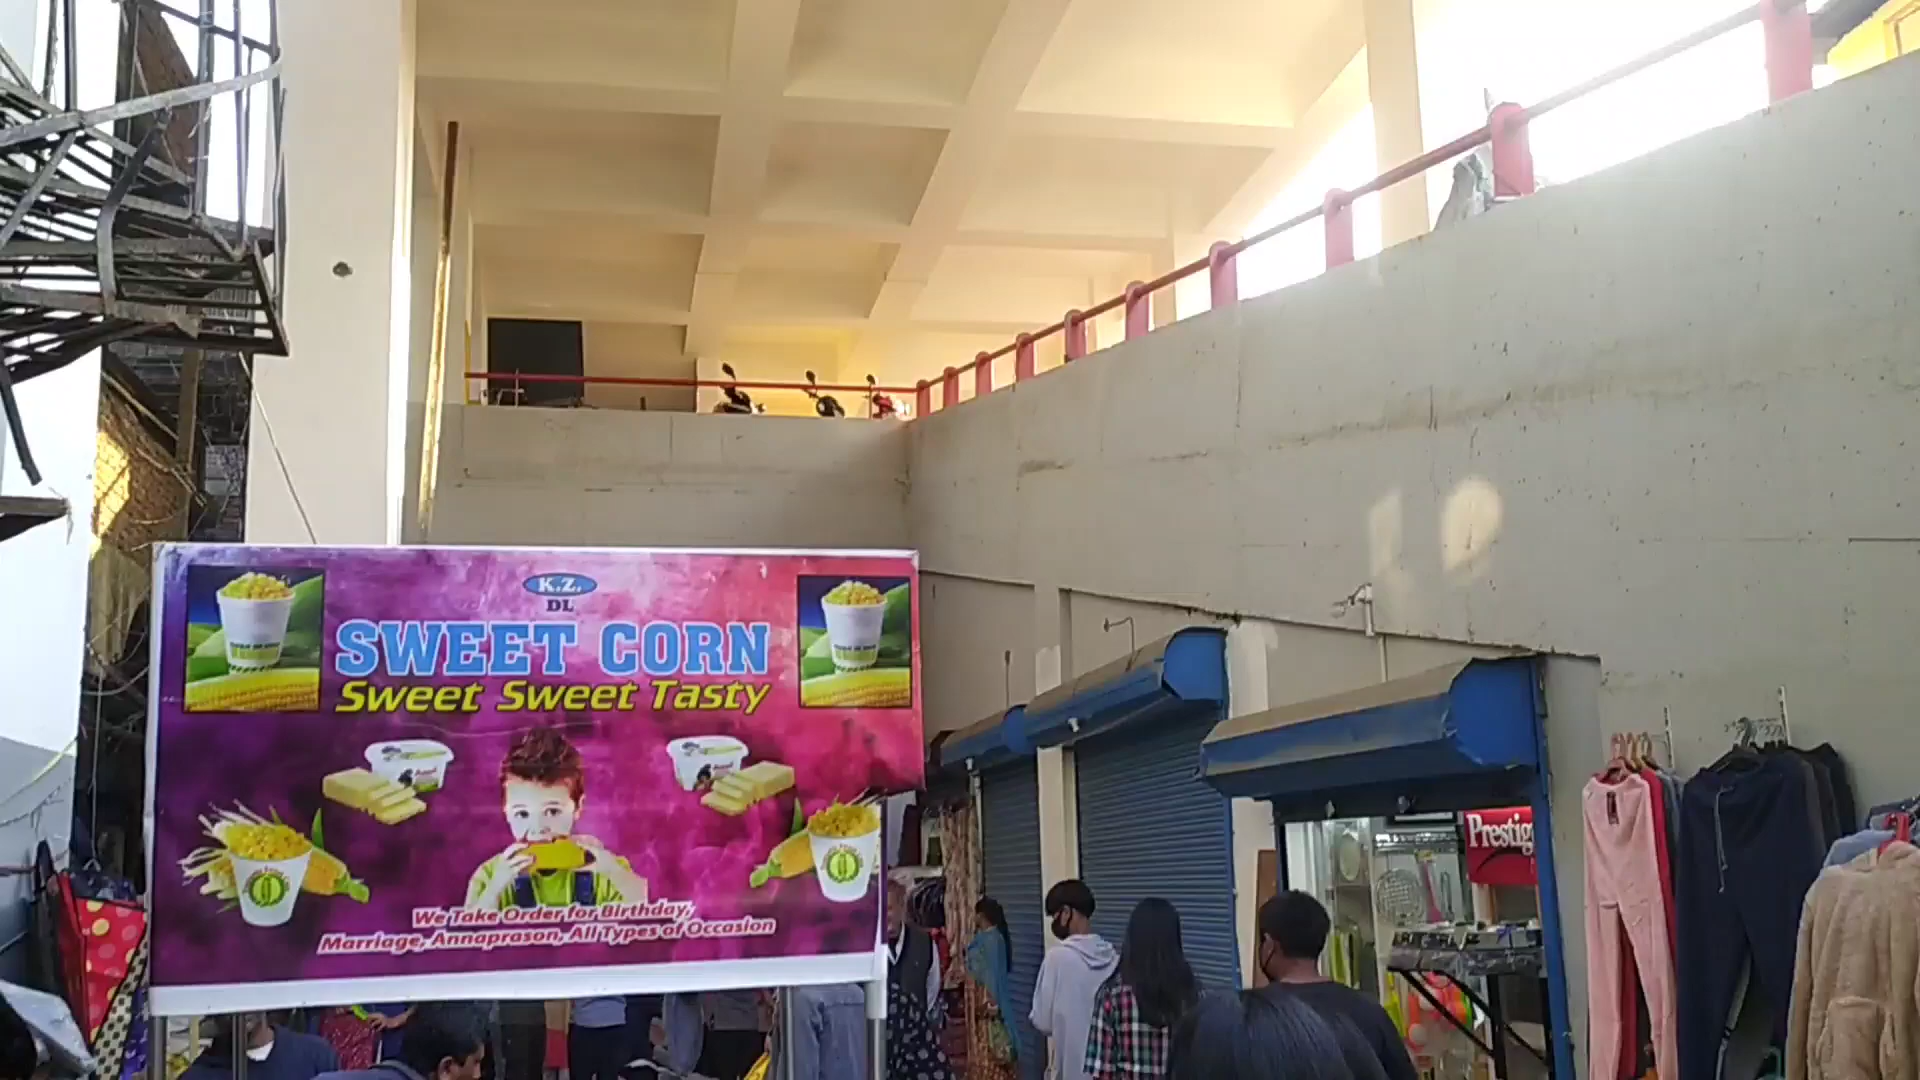 K.Z.
DL
SWEET CORN
Sweet Sweet Tasty
We Take Order for Birthday,
Marriage, Annaprason, All Types of Occasion
Prestig